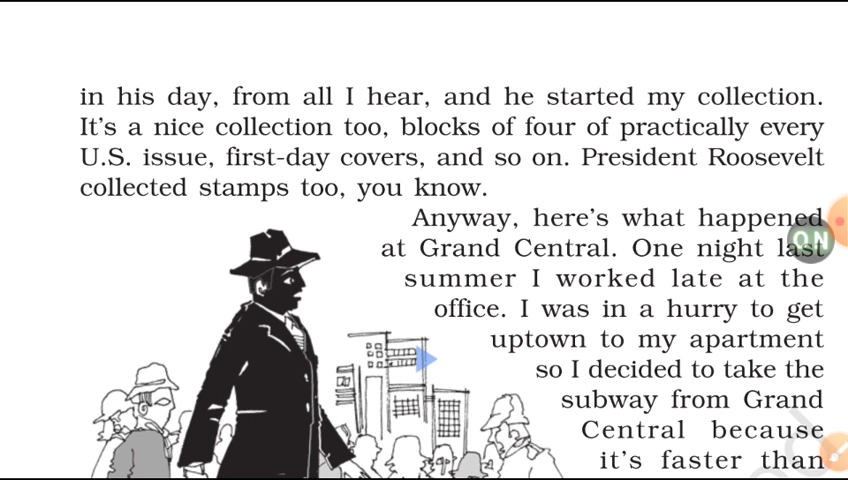 in his day, from all I hear, and he started my collection.
It's a nice collection too, blocks of four of practically every
U.S. issue, first-day covers, and so on. President Roosevelt
collected stamps too, you know.
Anyway, here's what happened
at Grand Central. One night last
summer I worked late at the
office. I was in a hurry to get
uptown to my apartment
so I decided to take the
subway from Grand
Central because
it's faster than
ON